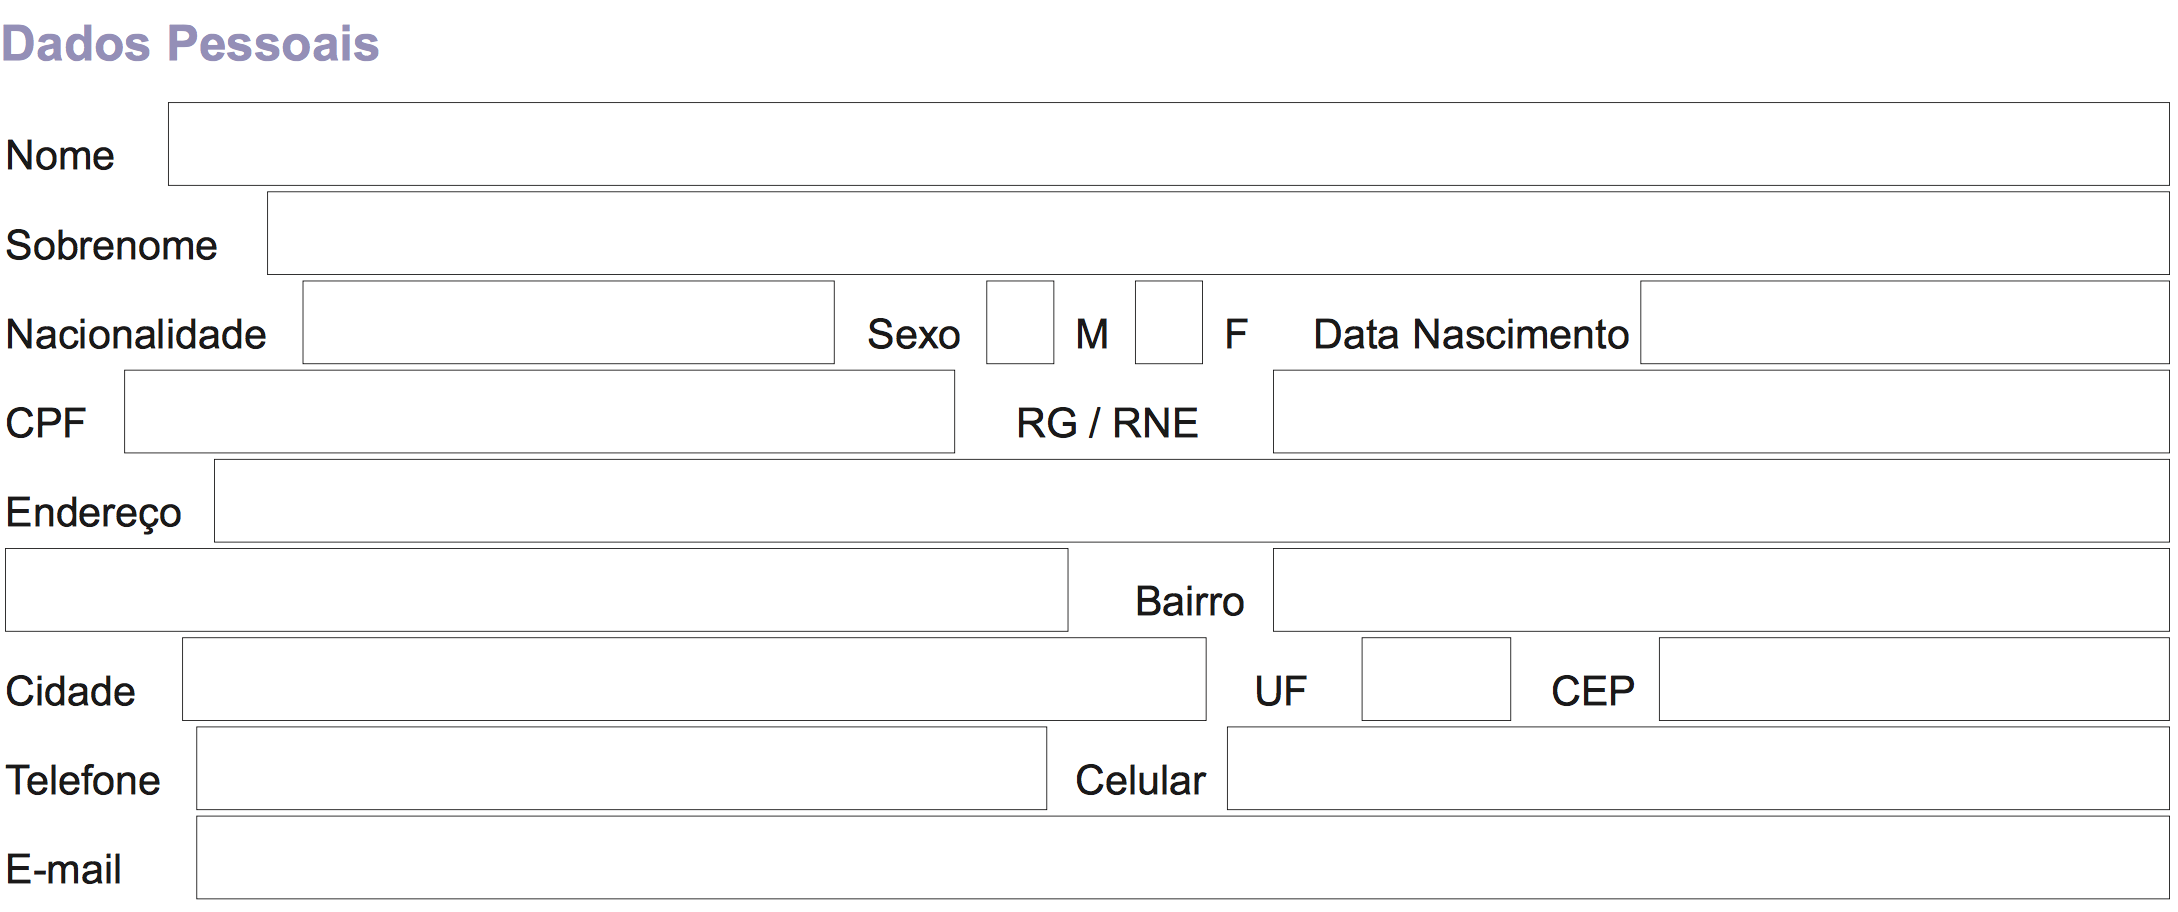 Dados Pessoais
Nome
Sobrenome
Nacionalidade Sexo M F Data Nascimento
CPF RG / RNE
Endereço
Bairro
Cidade UF CEP
Telefone Celular
E-mail